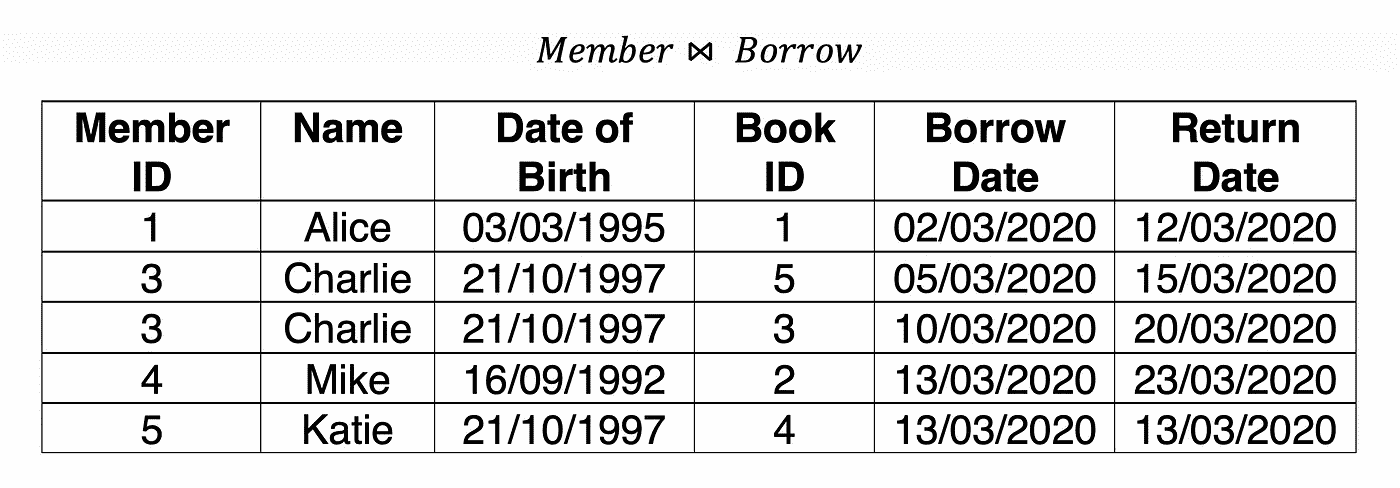 Member ⋈ Borrow
Member ID Name Date of Birth Book ID Borrow Date Return Date
1 Alice 03/03/1995 1 02/03/2020 12/03/2020
3 Charlie 21/10/1997 5 05/03/2020 15/03/2020
3 Charlie 21/10/1997 3 10/03/2020 20/03/2020
4 Mike 16/09/1992 2 13/03/2020 23/03/2020
5 Katie 21/10/1997 4 13/03/2020 13/03/2020